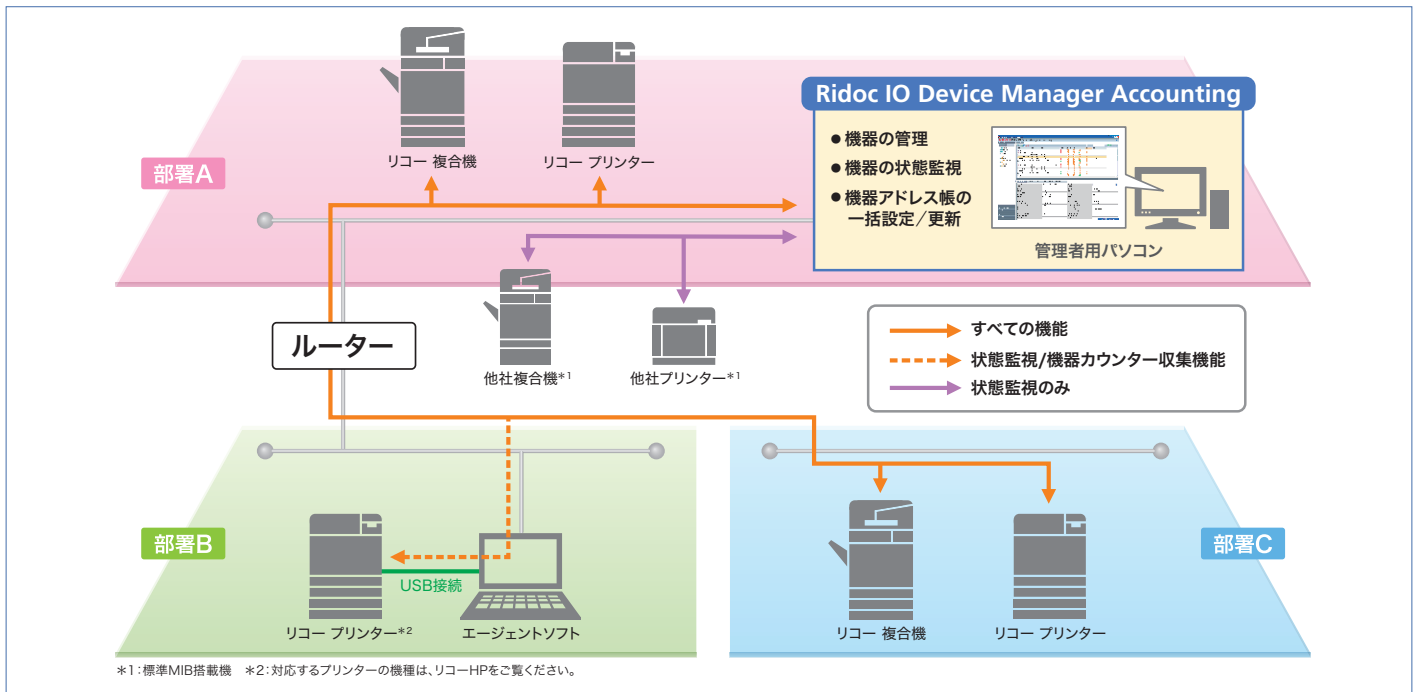 リコー 複合機
リコー プリンター
部署A
Ridoc IO Device Manager Accounting
●機器の管理
●機器の状態監視
●機器アドレス帳の
一括設定/更新
管理者用パソコン
ルーター
他社複合機*1
他社プリンター*1
すべての機能
状態監視/機器カウンター収集機能
状態監視のみ
部署B
USB接続
リコー プリンター*2
エージェントソフト
部署C
リコー 複合機
リコー プリンター
*1:標準MIB搭載機 *2:対応するプリンターの機種は、リコーHPをご覧ください。